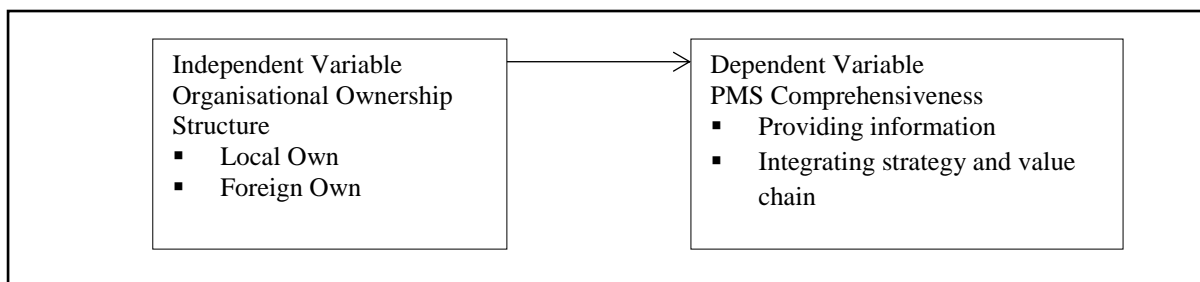 Independent Variable
Organisational Ownership
Structure
▪ Local Own
▪ Foreign Own
Dependent Variable
PMS Comprehensiveness
▪ Providing information
▪ Integrating strategy and value
chain